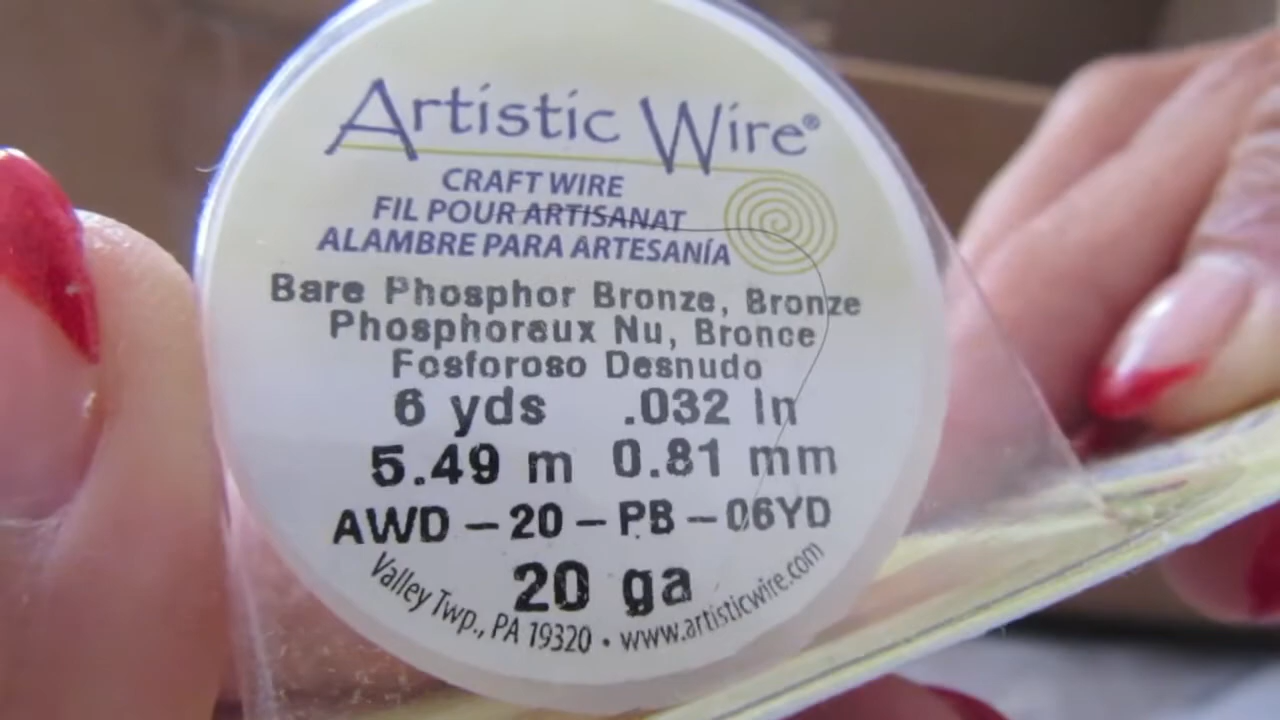 Artistic Wire®
CRAFT WIRE
FIL POUR ARTISANAT
ALAMBRE PARA ARTESANÍA
Bare Phosphor Bronze, Bronze
Phosphoreux Nu, Bronce
Fosforoso Desnudo
6 yds .032 in
5.49 m 0.81 mm
AWD – 20 – PB – 06YD
20 ga
Valley Twp., PA 19320 • www.artisticwire.com